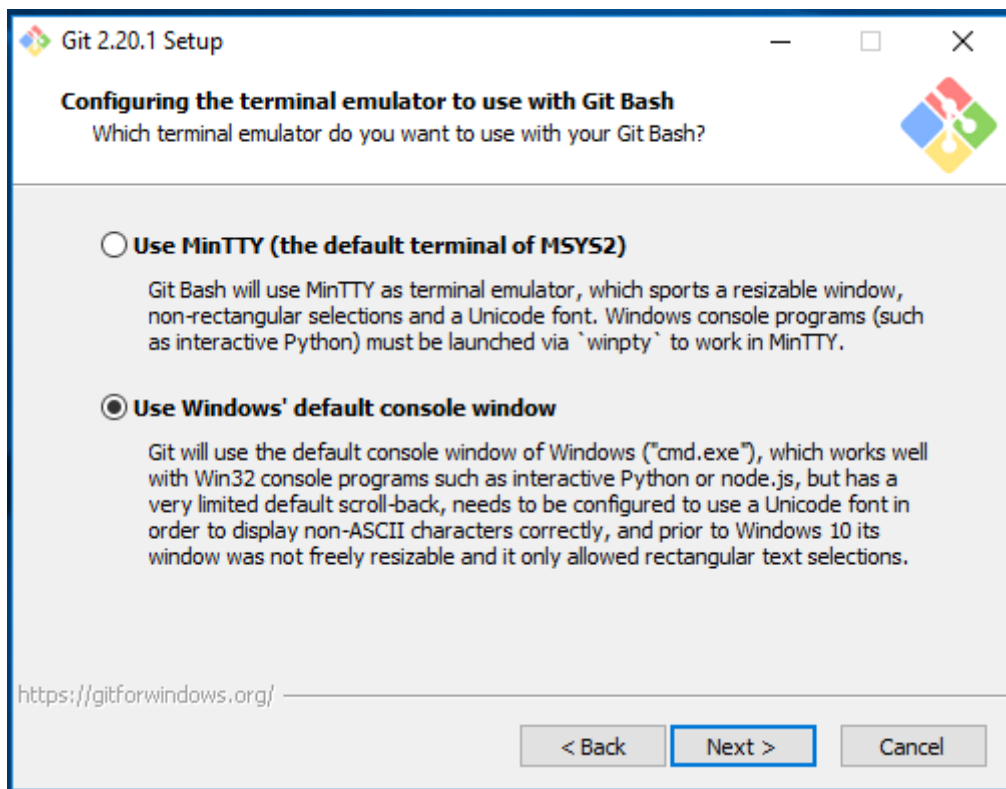 Git 2.20.1 Setup
Configuring the terminal emulator to use with Git Bash
Which terminal emulator do you want to use with your Git Bash?
Use MinTTY (the default terminal of MSYS2)
Git Bash will use MinTTY as terminal emulator, which sports a resizable window,
non-rectangular selections and a Unicode font. Windows console programs (such
as interactive Python) must be launched via `winpty` to work in MinTTY.
Use Windows' default console window
Git will use the default console window of Windows ("cmd.exe"), which works well
with Win32 console programs such as interactive Python or node.js, but has a
very limited default scroll-back, needs to be configured to use a Unicode font in
order to display non-ASCII characters correctly, and prior to Windows 10 its
window was not freely resizable and it only allowed rectangular text selections.
https://gitforwindows.org/
< Back Next > Cancel